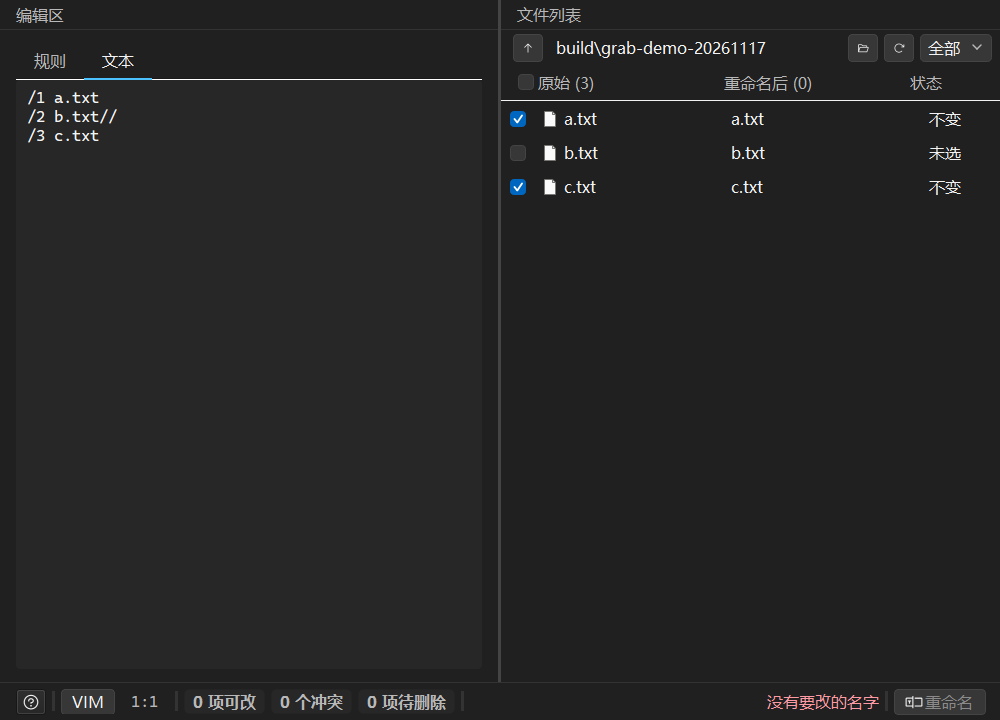 编辑区
规则 文本
/1 a.txt
/2 b.txt//
/3 c.txt
文件列表
build\grab-demo-20261117 全部
原始 (3) 重命名后 (0) 状态
a.txt a.txt 不变
b.txt b.txt 未选
c.txt c.txt 不变
VIM 1:1 0 项可改 0 个冲突 0 项待删除 没有要改的名字 重命名